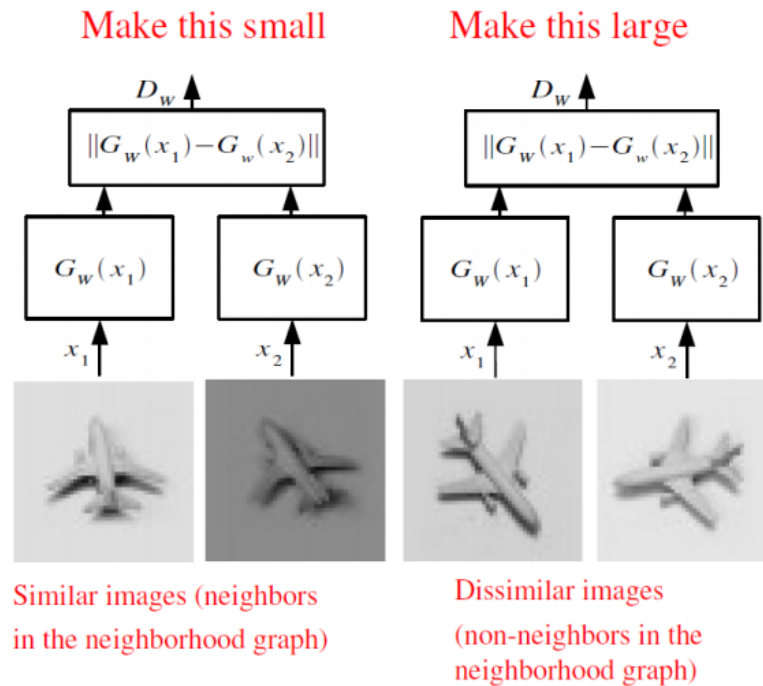 Make this small
D_W
||G_W(x_1)−G_w(x_2)||
G_W(x_1)
G_W(x_2)
x_1
x_2
Similar images (neighbors
in the neighborhood graph)
Make this large
D_W
||G_W(x_1)−G_w(x_2)||
G_W(x_1)
G_W(x_2)
x_1
x_2
Dissimilar images
(non-neighbors in the
neighborhood graph)